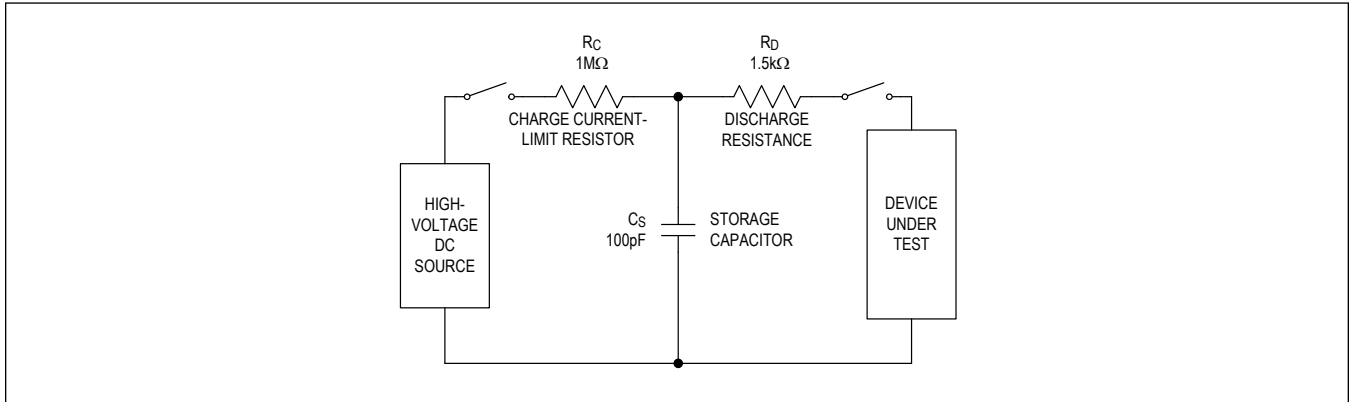 RC
1MΩ
RD
1.5kΩ
CHARGE CURRENT-
LIMIT RESISTOR
DISCHARGE
RESISTANCE
HIGH-
VOLTAGE
DC
SOURCE
CS
100pF
STORAGE
CAPACITOR
DEVICE
UNDER
TEST